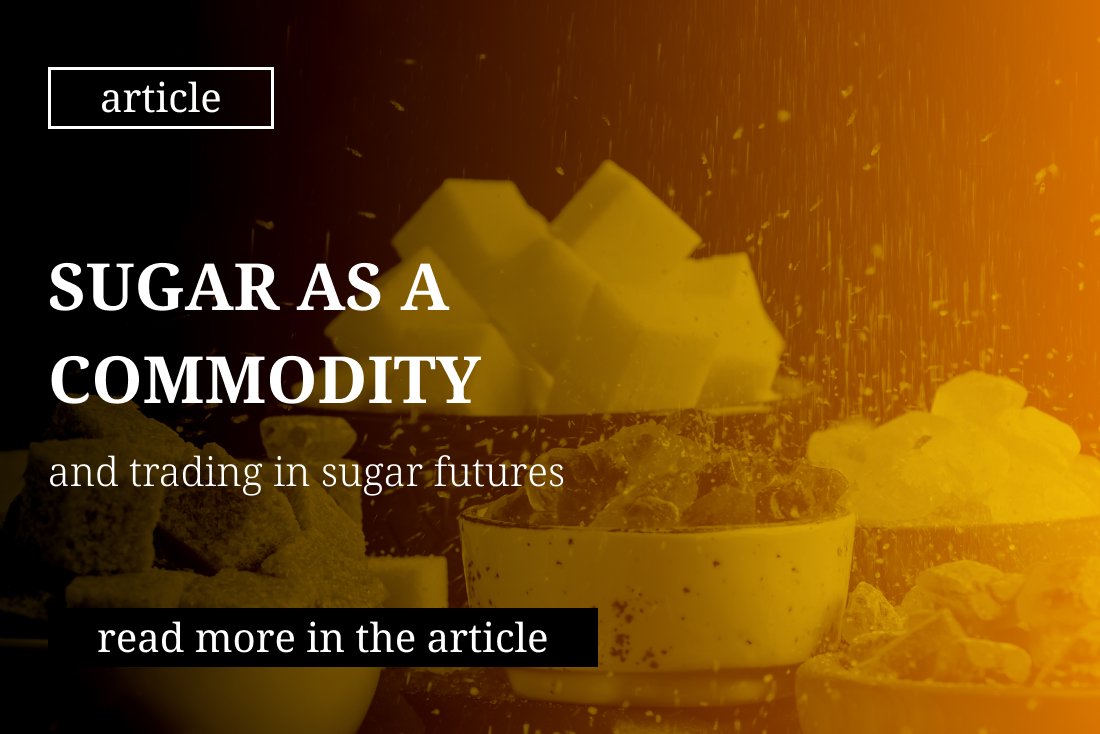 article
SUGAR AS A
COMMODITY
and trading in sugar futures
read more in the article